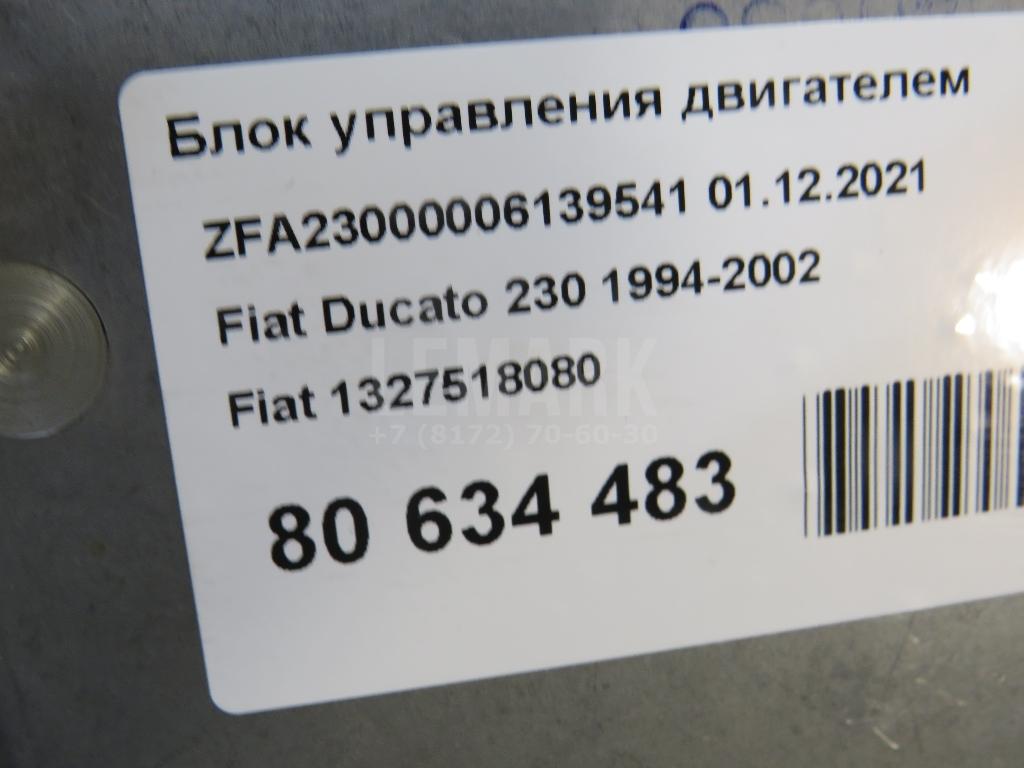 Блок управления двигателем
ZFA23000006139541 01.12.2021
Fiat Ducato 230 1994-2002
LEMARK
Fiat 1327518080
+7 (8172) 70-60-30
80 634 483